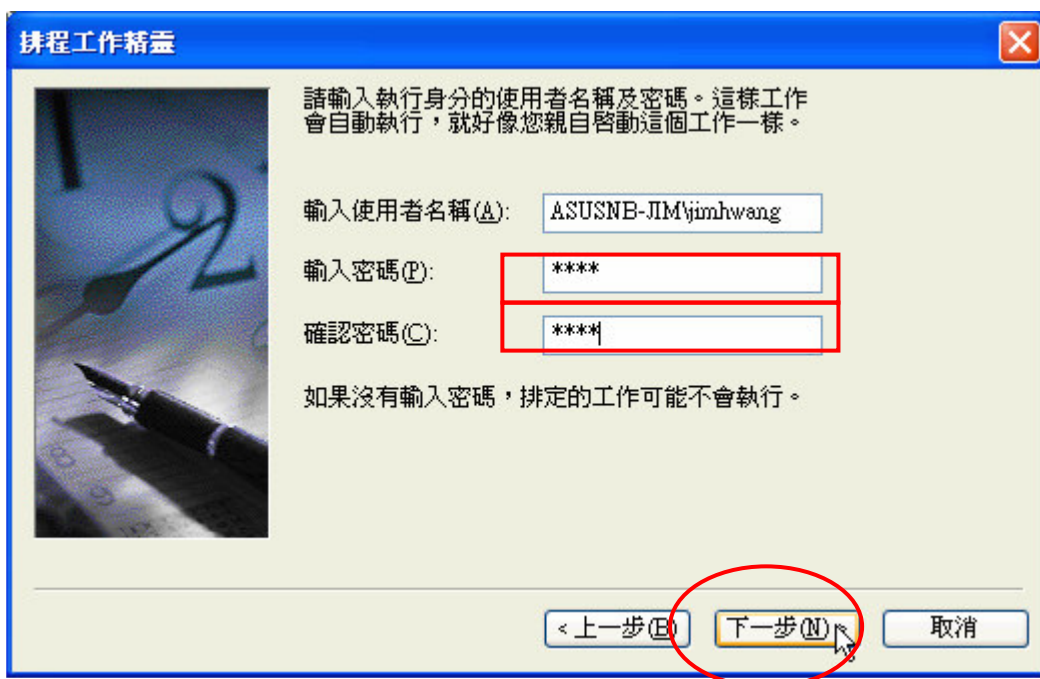 排程工作精靈
請輸入執行身分的使用者名稱及密碼。這樣工作
會自動執行，就好像您親自啓動這個工作一樣。
輸入使用者名稱(A): ASUSNB-JIM\jimhwang
輸入密碼(P): ****
確認密碼(C): ****
如果沒有輸入密碼，排定的工作可能不會執行。
<上一步(B) 下一步(N)> 取消